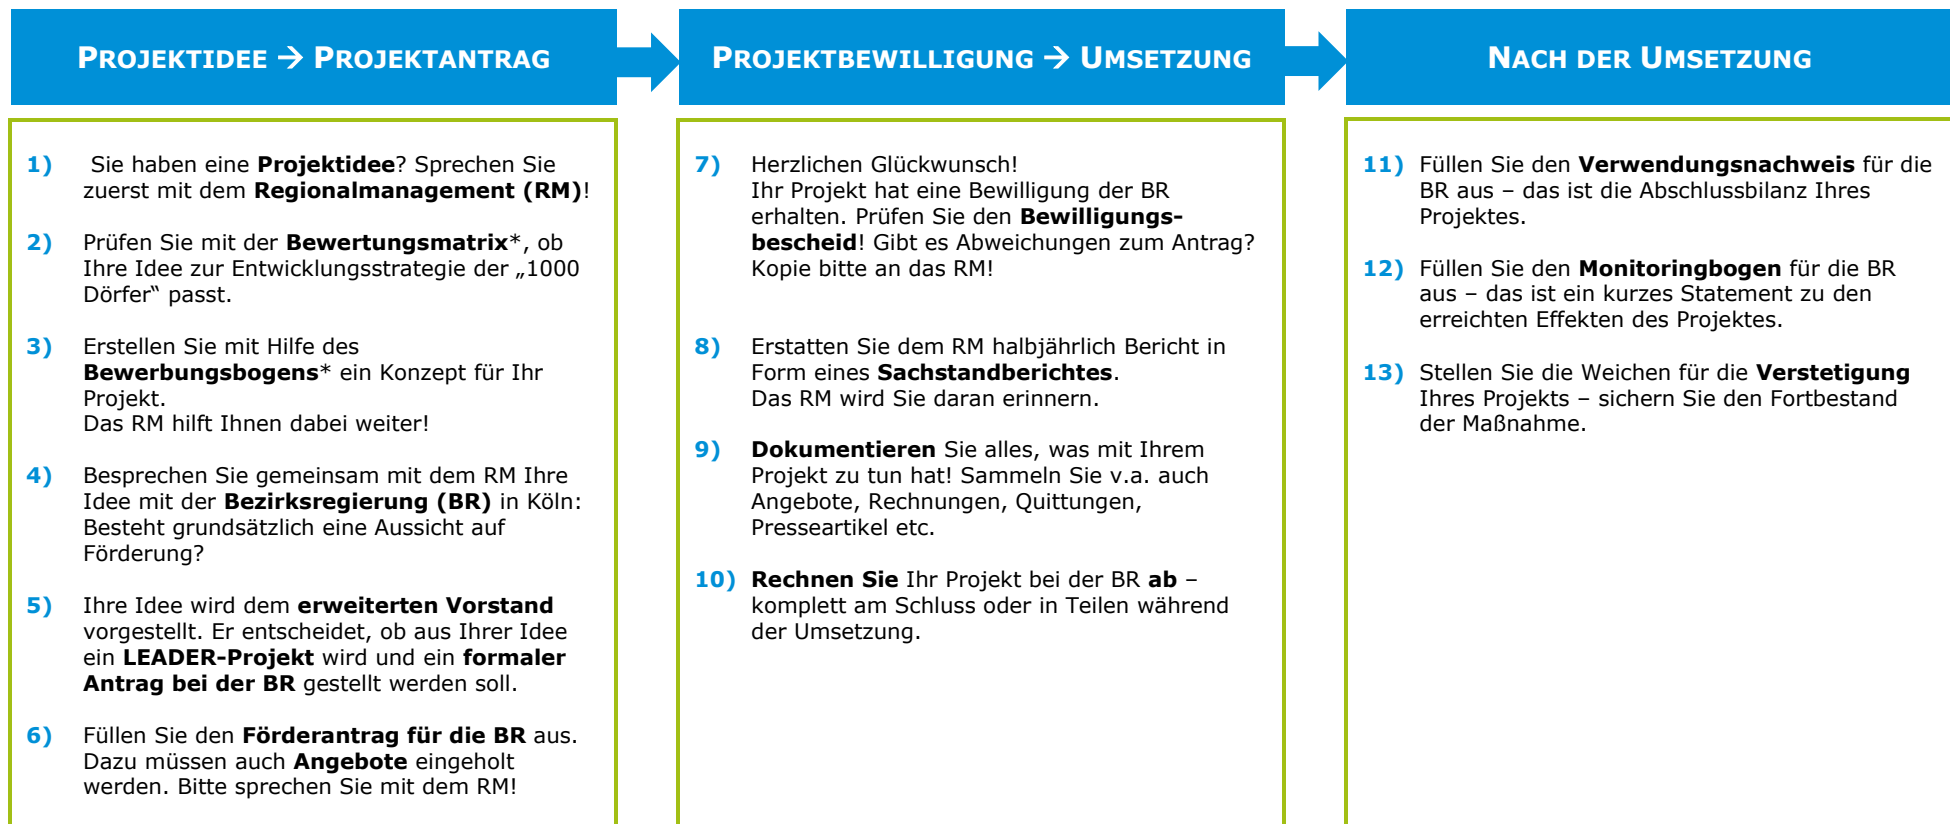 PROJEKTIDEE → PROJEKTANTRAG
1) Sie haben eine Projektidee? Sprechen Sie
zuerst mit dem Regionalmanagement (RM)!
2) Prüfen Sie mit der Bewertungsmatrix*, ob
Ihre Idee zur Entwicklungsstrategie der „1000
Dörfer“ passt.
3) Erstellen Sie mit Hilfe des
Bewerbungsbogens* ein Konzept für Ihr
Projekt.
Das RM hilft Ihnen dabei weiter!
4) Besprechen Sie gemeinsam mit dem RM Ihre
Idee mit der Bezirksregierung (BR) in Köln:
Besteht grundsätzlich eine Aussicht auf
Förderung?
5) Ihre Idee wird dem erweiterten Vorstand
vorgestellt. Er entscheidet, ob aus Ihrer Idee
ein LEADER-Projekt wird und ein formaler
Antrag bei der BR gestellt werden soll.
6) Füllen Sie den Förderantrag für die BR aus.
Dazu müssen auch Angebote eingeholt
werden. Bitte sprechen Sie mit dem RM!
PROJEKTBEWILLIGUNG → UMSETZUNG
7) Herzlichen Glückwunsch!
Ihr Projekt hat eine Bewilligung der BR
erhalten. Prüfen Sie den Bewilligungs-
bescheid! Gibt es Abweichungen zum Antrag?
Kopie bitte an das RM!
8) Erstatten Sie dem RM halbjährlich Bericht in
Form eines Sachstandberichtes.
Das RM wird Sie daran erinnern.
9) Dokumentieren Sie alles, was mit Ihrem
Projekt zu tun hat! Sammeln Sie v.a. auch
Angebote, Rechnungen, Quittungen,
Presseartikel etc.
10) Rechnen Sie Ihr Projekt bei der BR ab –
komplett am Schluss oder in Teilen während
der Umsetzung.
NACH DER UMSETZUNG
11) Füllen Sie den Verwendungsnachweis für die
BR aus – das ist die Abschlussbilanz Ihres
Projektes.
12) Füllen Sie den Monitoringbogen für die BR
aus – das ist ein kurzes Statement zu den
erreichten Effekten des Projektes.
13) Stellen Sie die Weichen für die Verstetigung
Ihres Projekts – sichern Sie den Fortbestand
der Maßnahme.